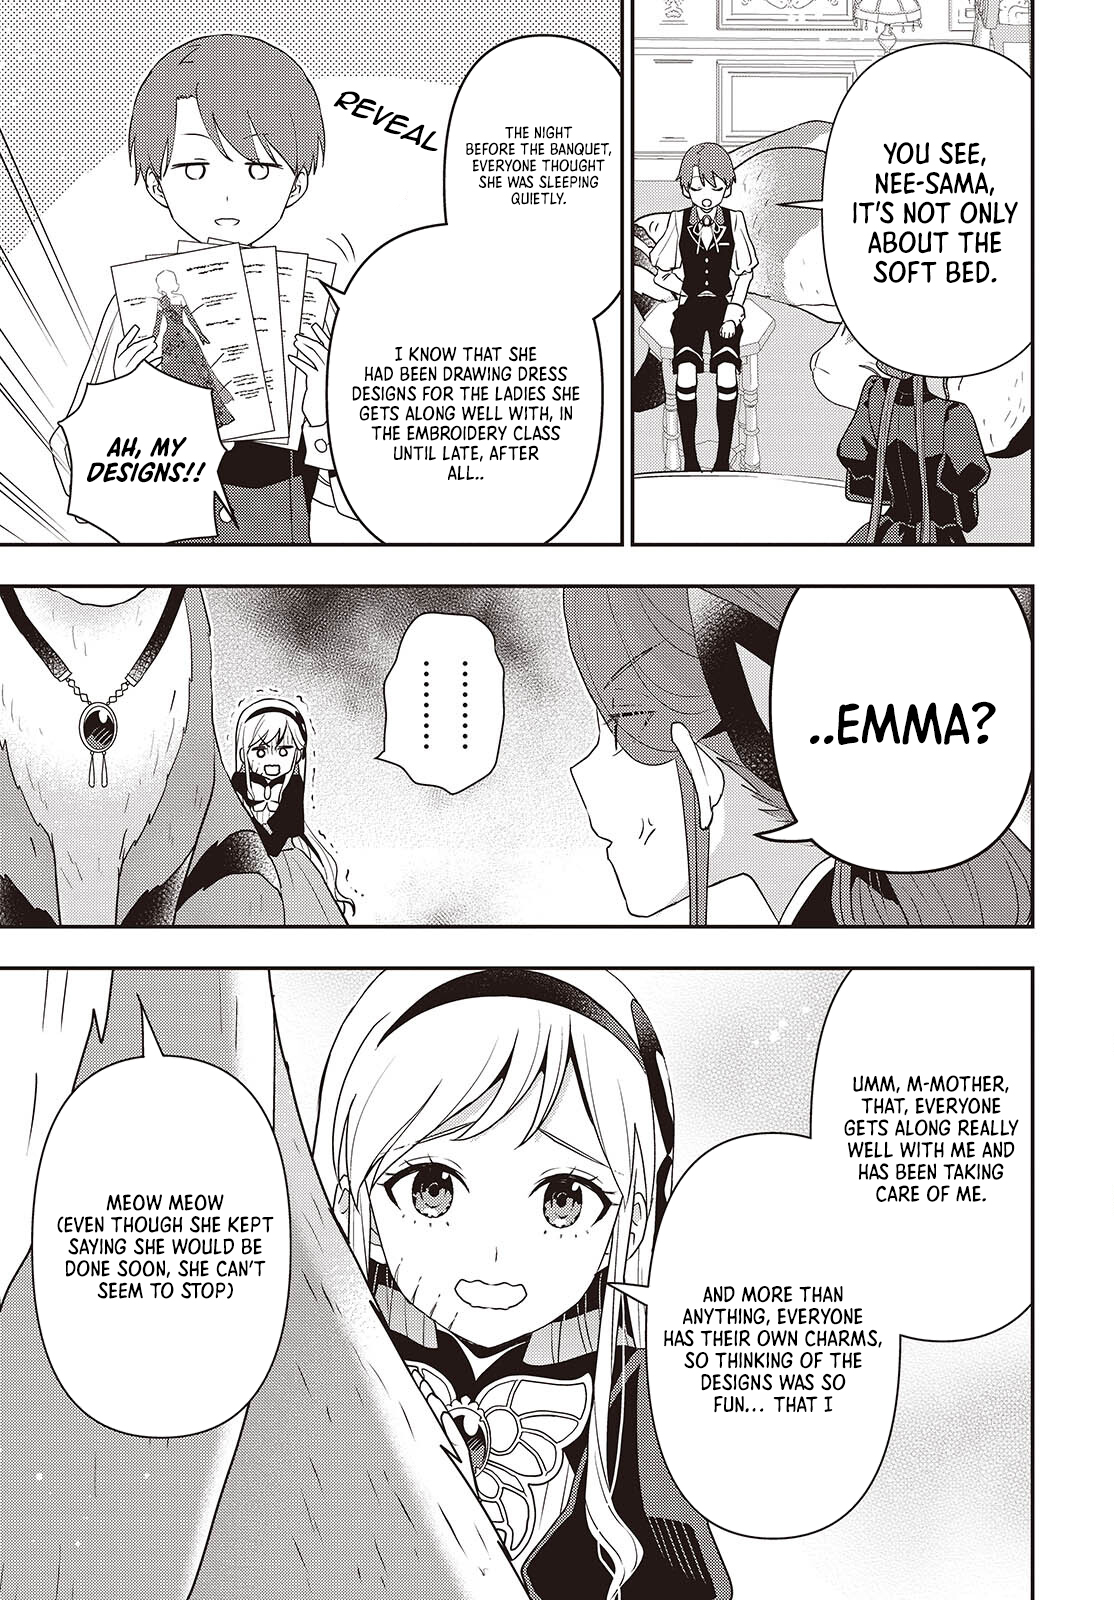 YOU SEE,
NEE-SAMA,
IT'S NOT ONLY
ABOUT THE
SOFT BED.
THE NIGHT
BEFORE THE BANQUET,
EVERYONE THOUGHT
SHE WAS SLEEPING
QUIETLY.
REVEAL
I KNOW THAT SHE
HAD BEEN DRAWING DRESS
DESIGNS FOR THE LADIES SHE
GETS ALONG WELL WITH, IN
THE EMBROIDERY CLASS
UNTIL LATE, AFTER
ALL..
AH, MY
DESIGNS!!
..EMMA?
UMM, M-MOTHER,
THAT, EVERYONE
GETS ALONG REALLY
WELL WITH ME AND
HAS BEEN TAKING
CARE OF ME.
AND MORE THAN
ANYTHING, EVERYONE
HAS THEIR OWN CHARMS,
SO THINKING OF THE
DESIGNS WAS SO
FUN... THAT I
MEOW MEOW
(EVEN THOUGH SHE KEPT
SAYING SHE WOULD BE
DONE SOON, SHE CAN'T
SEEM TO STOP)